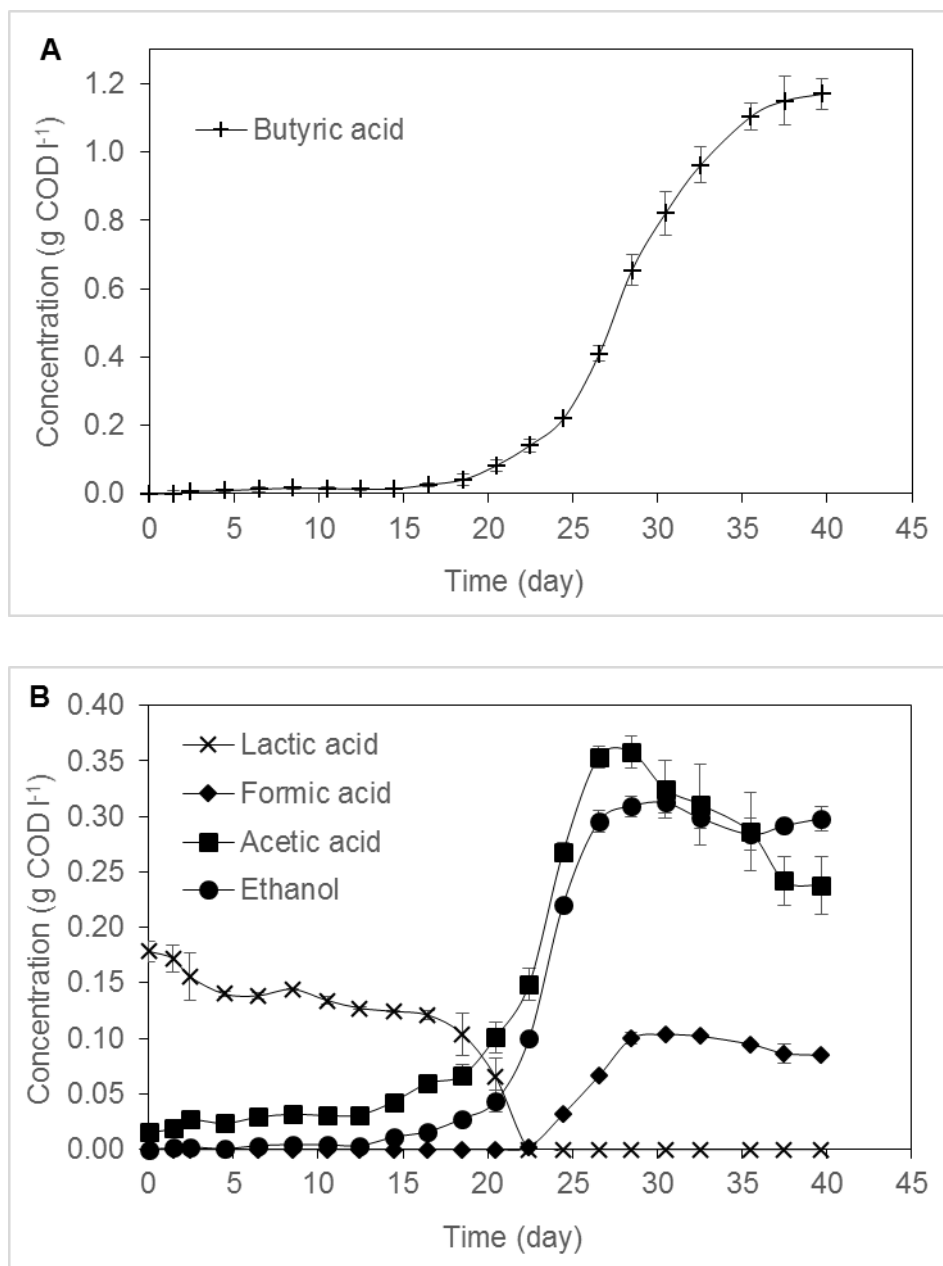 A
Butyric acid
Concentration (g COD l-1)
1.2
1.0
0.8
0.6
0.4
0.2
0.0
0 5 10 15 20 25 30 35 40 45
Time (day)
B
Lactic acid
Formic acid
Acetic acid
Ethanol
Concentration (g COD l-1)
0.40
0.35
0.30
0.25
0.20
0.15
0.10
0.05
0.00
0 5 10 15 20 25 30 35 40 45
Time (day)